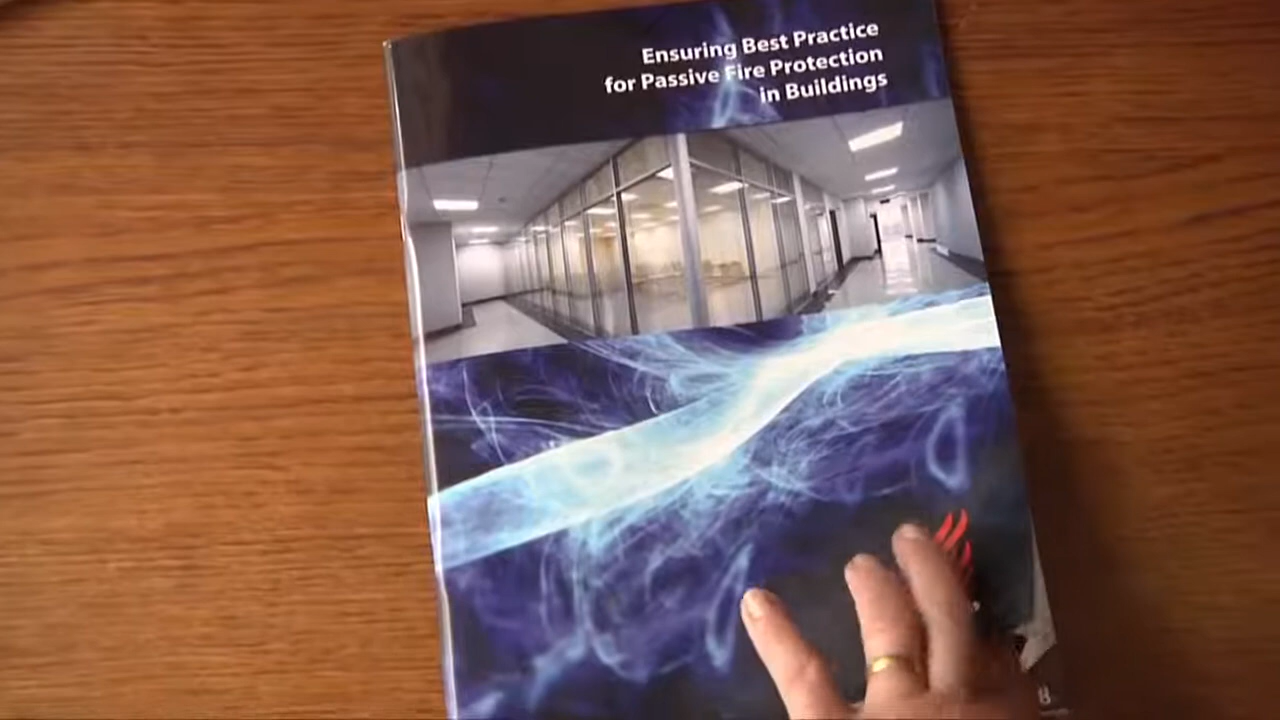 Ensuring Best Practice
for Passive Fire Protection
in Buildings